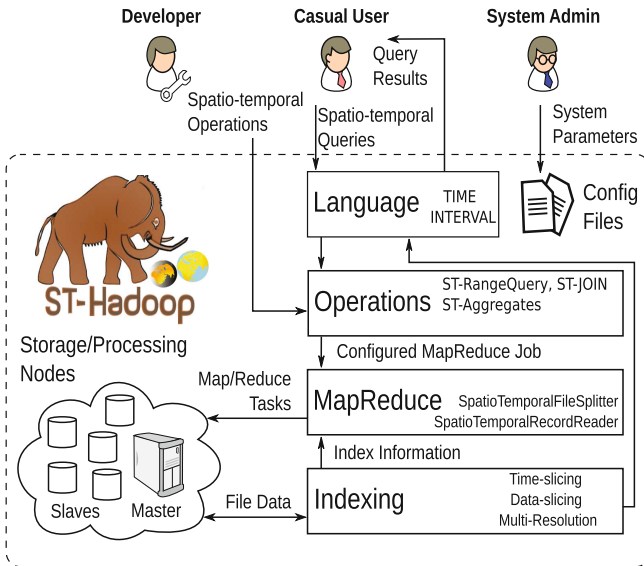 Developer
Casual User
System Admin
Query
Results
Spatio-temporal
Operations
Spatio-temporal
Queries
System
Parameters
Language
TIME
INTERVAL
Config
Files
ST-Hadoop
Operations
ST-RangeQuery, ST-JOIN
ST-Aggregates
Storage/Processing
Nodes
Configured MapReduce Job
Map/Reduce
Tasks
MapReduce
SpatioTemporalFileSplitter
SpatioTemporalRecordReader
Index Information
Slaves
Master
File Data
Indexing
Time-slicing
Data-slicing
Multi-Resolution